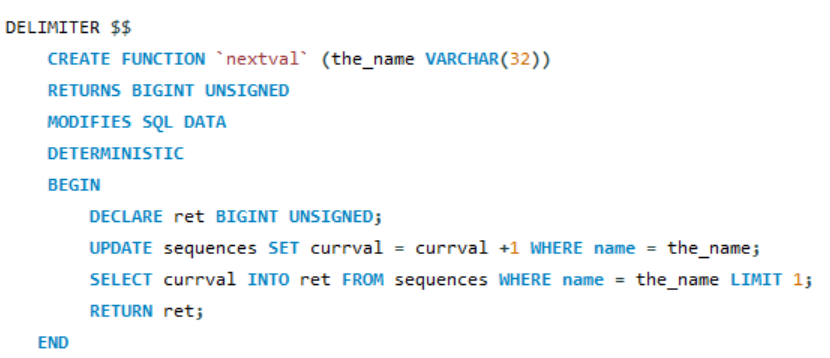 DELIMITER $$
CREATE FUNCTION `nextval` (the_name VARCHAR(32))
RETURNS BIGINT UNSIGNED
MODIFIES SQL DATA
DETERMINISTIC
BEGIN
DECLARE ret BIGINT UNSIGNED;
UPDATE sequences SET currval = currval +1 WHERE name = the_name;
SELECT currval INTO ret FROM sequences WHERE name = the_name LIMIT 1;
RETURN ret;
END